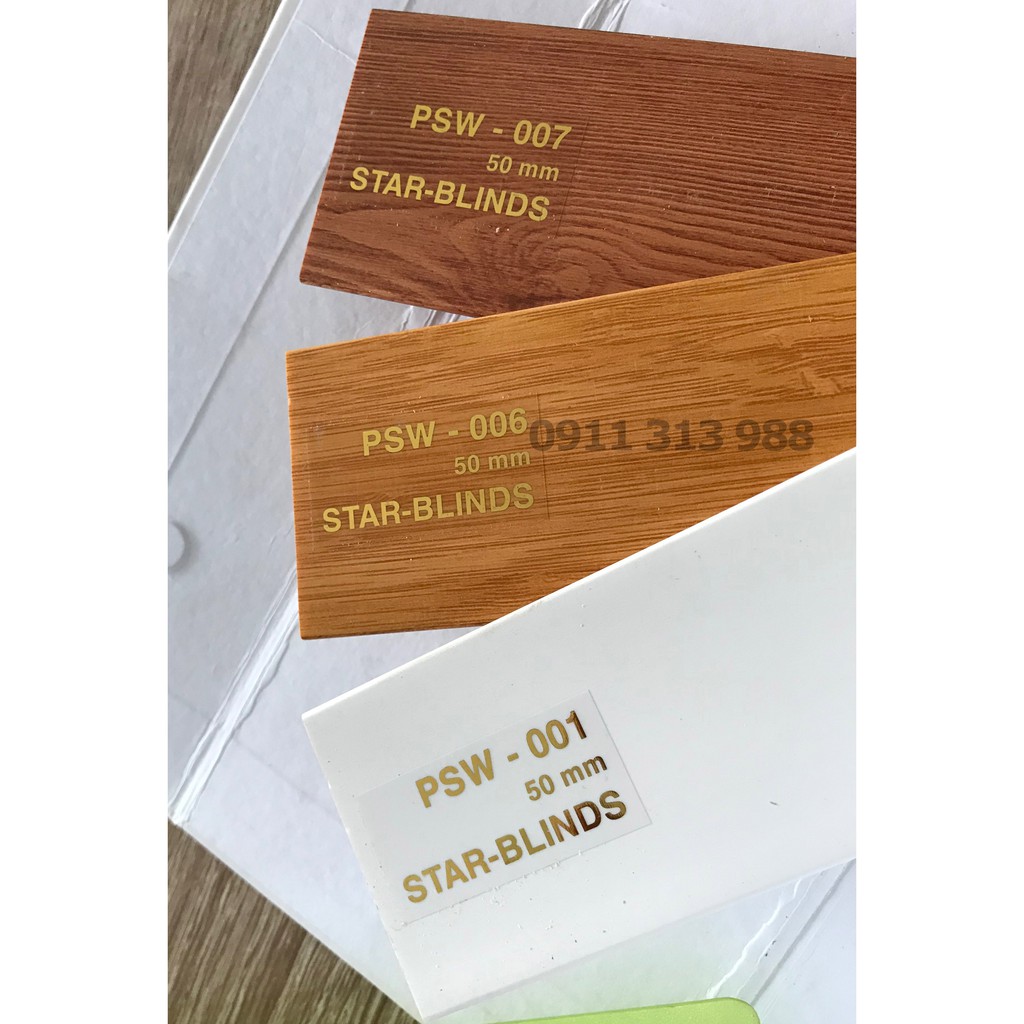 PSW - 007
50 mm
STAR-BLINDS
PSW - 006
50 mm
STAR-BLINDS
0911 313 988
PSW - 001
50 mm
STAR-BLINDS